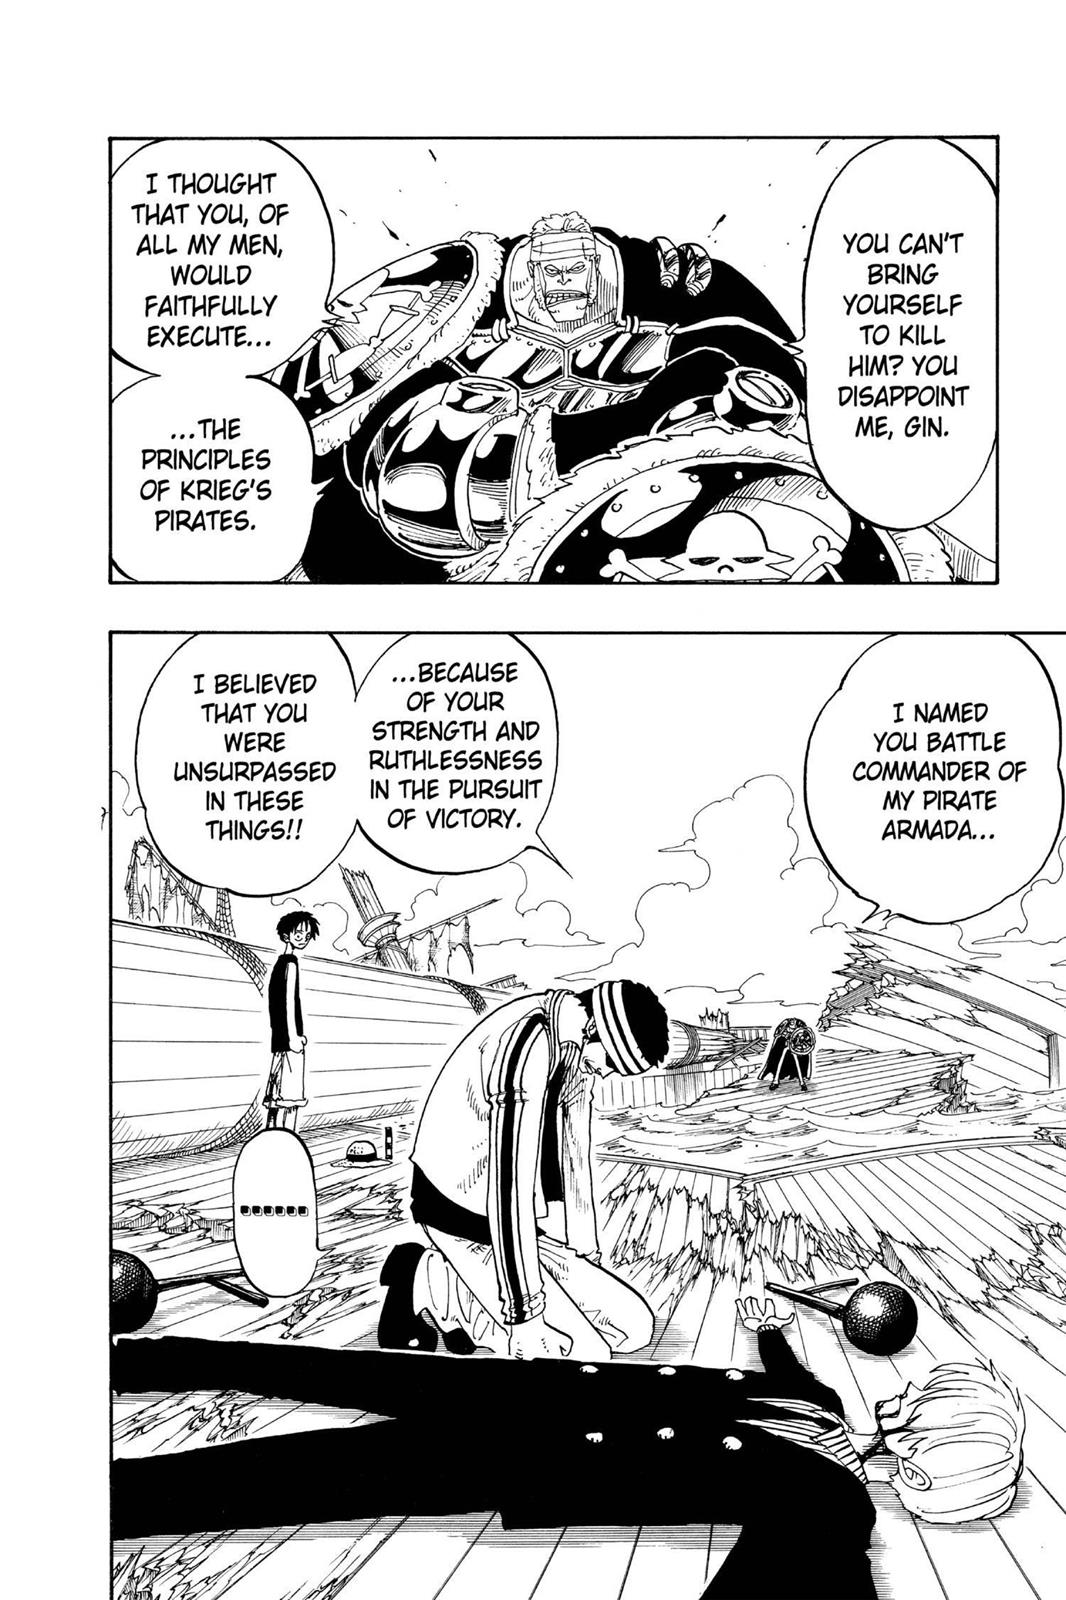 YOU CAN'T
BRING
YOURSELF
TO KILL
HIM? YOU
DISAPPOINT
ME, GIN.
I THOUGHT
THAT YOU, OF
ALL MY MEN,
WOULD
FAITHFULLY
EXECUTE...
...THE
PRINCIPLES
OF KRIEG'S
PIRATES.
I NAMED
YOU BATTLE
COMMANDER OF
MY PIRATE
ARMADA...
...BECAUSE
OF YOUR
STRENGTH AND
RUTHLESSNESS
IN THE PURSUIT
OF VICTORY.
I BELIEVED
THAT YOU
WERE
UNSURPASSED
IN THESE
THINGS!!
......